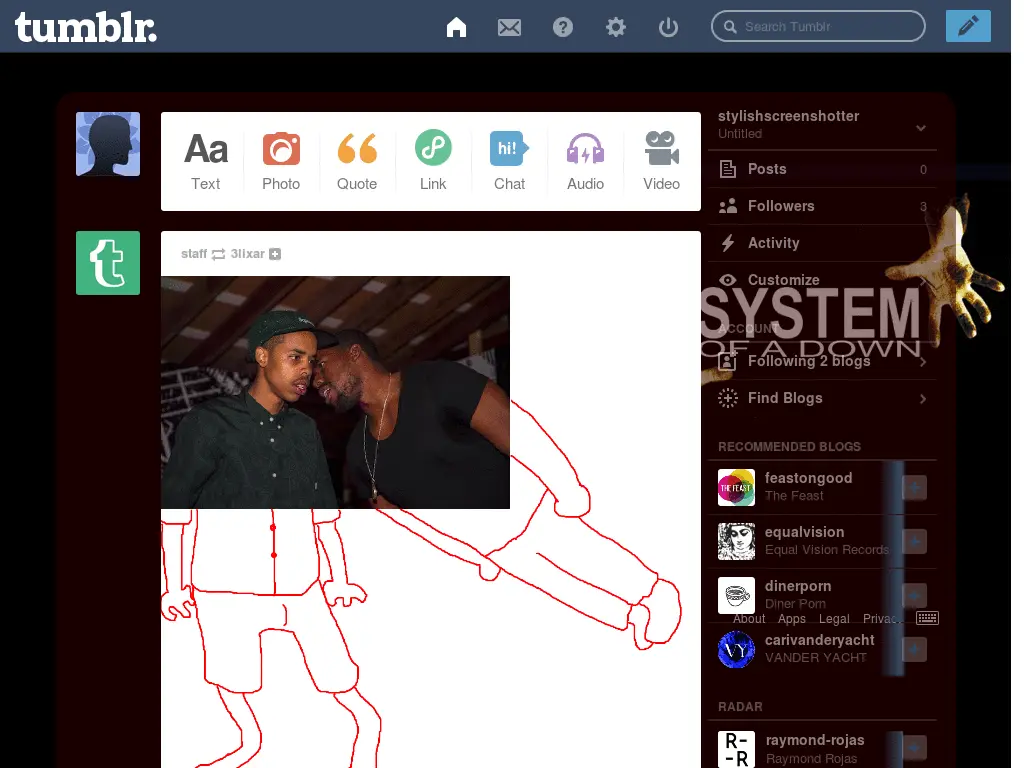 tumblr.
Search Tumblr
Aa
hi!
Text
Photo
Quote
Link
Chat
Audio
Video
t
staff 3lixar
stylishscreenshotter
Untitled
Posts 0
Followers 3
Activity
Customize
SYSTEM
ACCOUNT
OF A DOWN
Following 2 blogs
Find Blogs
RECOMMENDED BLOGS
THE FEAST
feastongood
The Feast
equalvision
Equal Vision Records
dinerporn
Diner Porn
About Apps Legal Privac
VY
carivanderyacht
VANDER YACHT
RADAR
R-
-R
raymond-rojas
Raymond Rojas